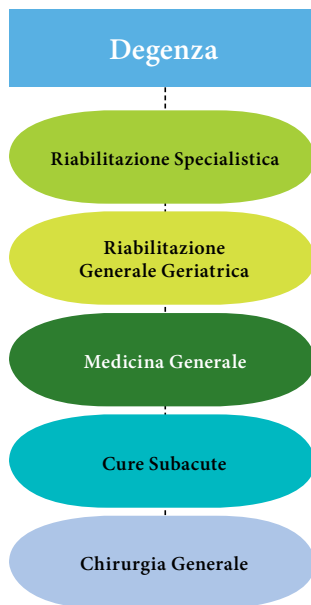 Degenza
Riabilitazione Specialistica
Riabilitazione
Generale Geriatrica
Medicina Generale
Cure Subacute
Chirurgia Generale